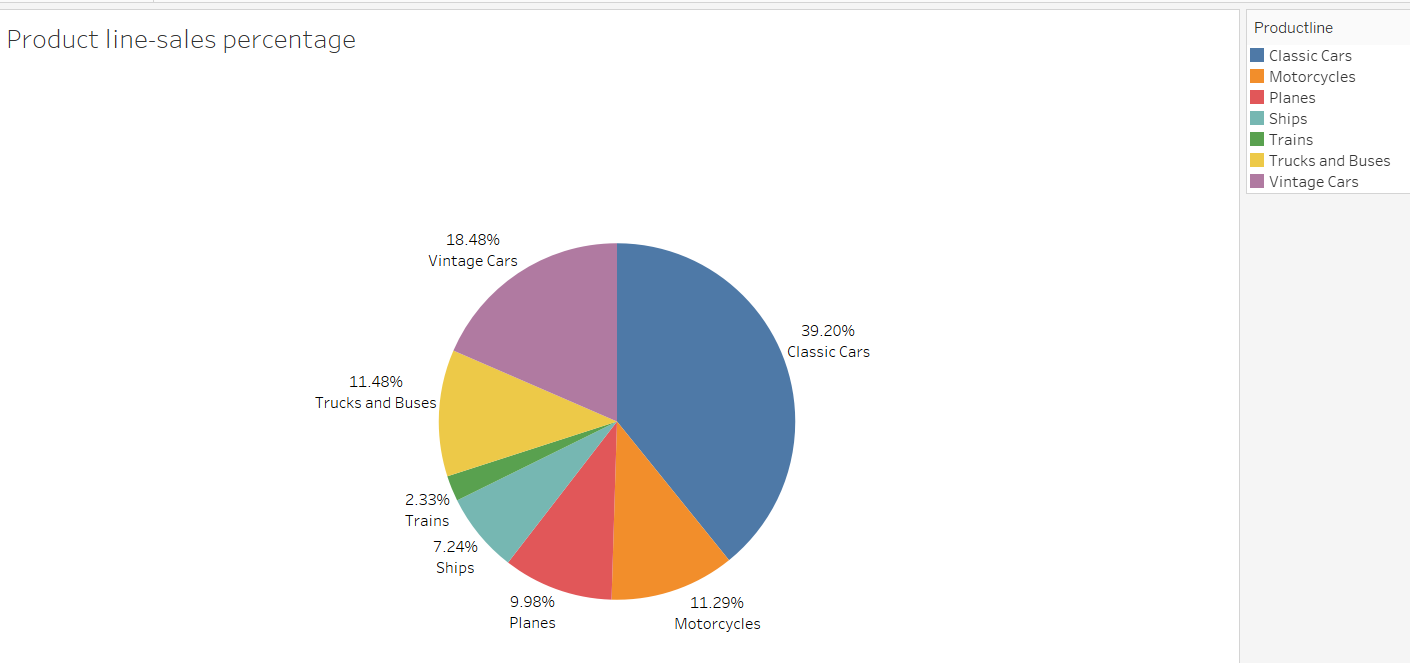 Product line-sales percentage
Productline
Classic Cars
Motorcycles
Planes
Ships
Trains
Trucks and Buses
Vintage Cars
18.48%
Vintage Cars
39.20%
Classic Cars
11.48%
Trucks and Buses
2.33%
Trains
7.24%
Ships
9.98%
Planes
11.29%
Motorcycles